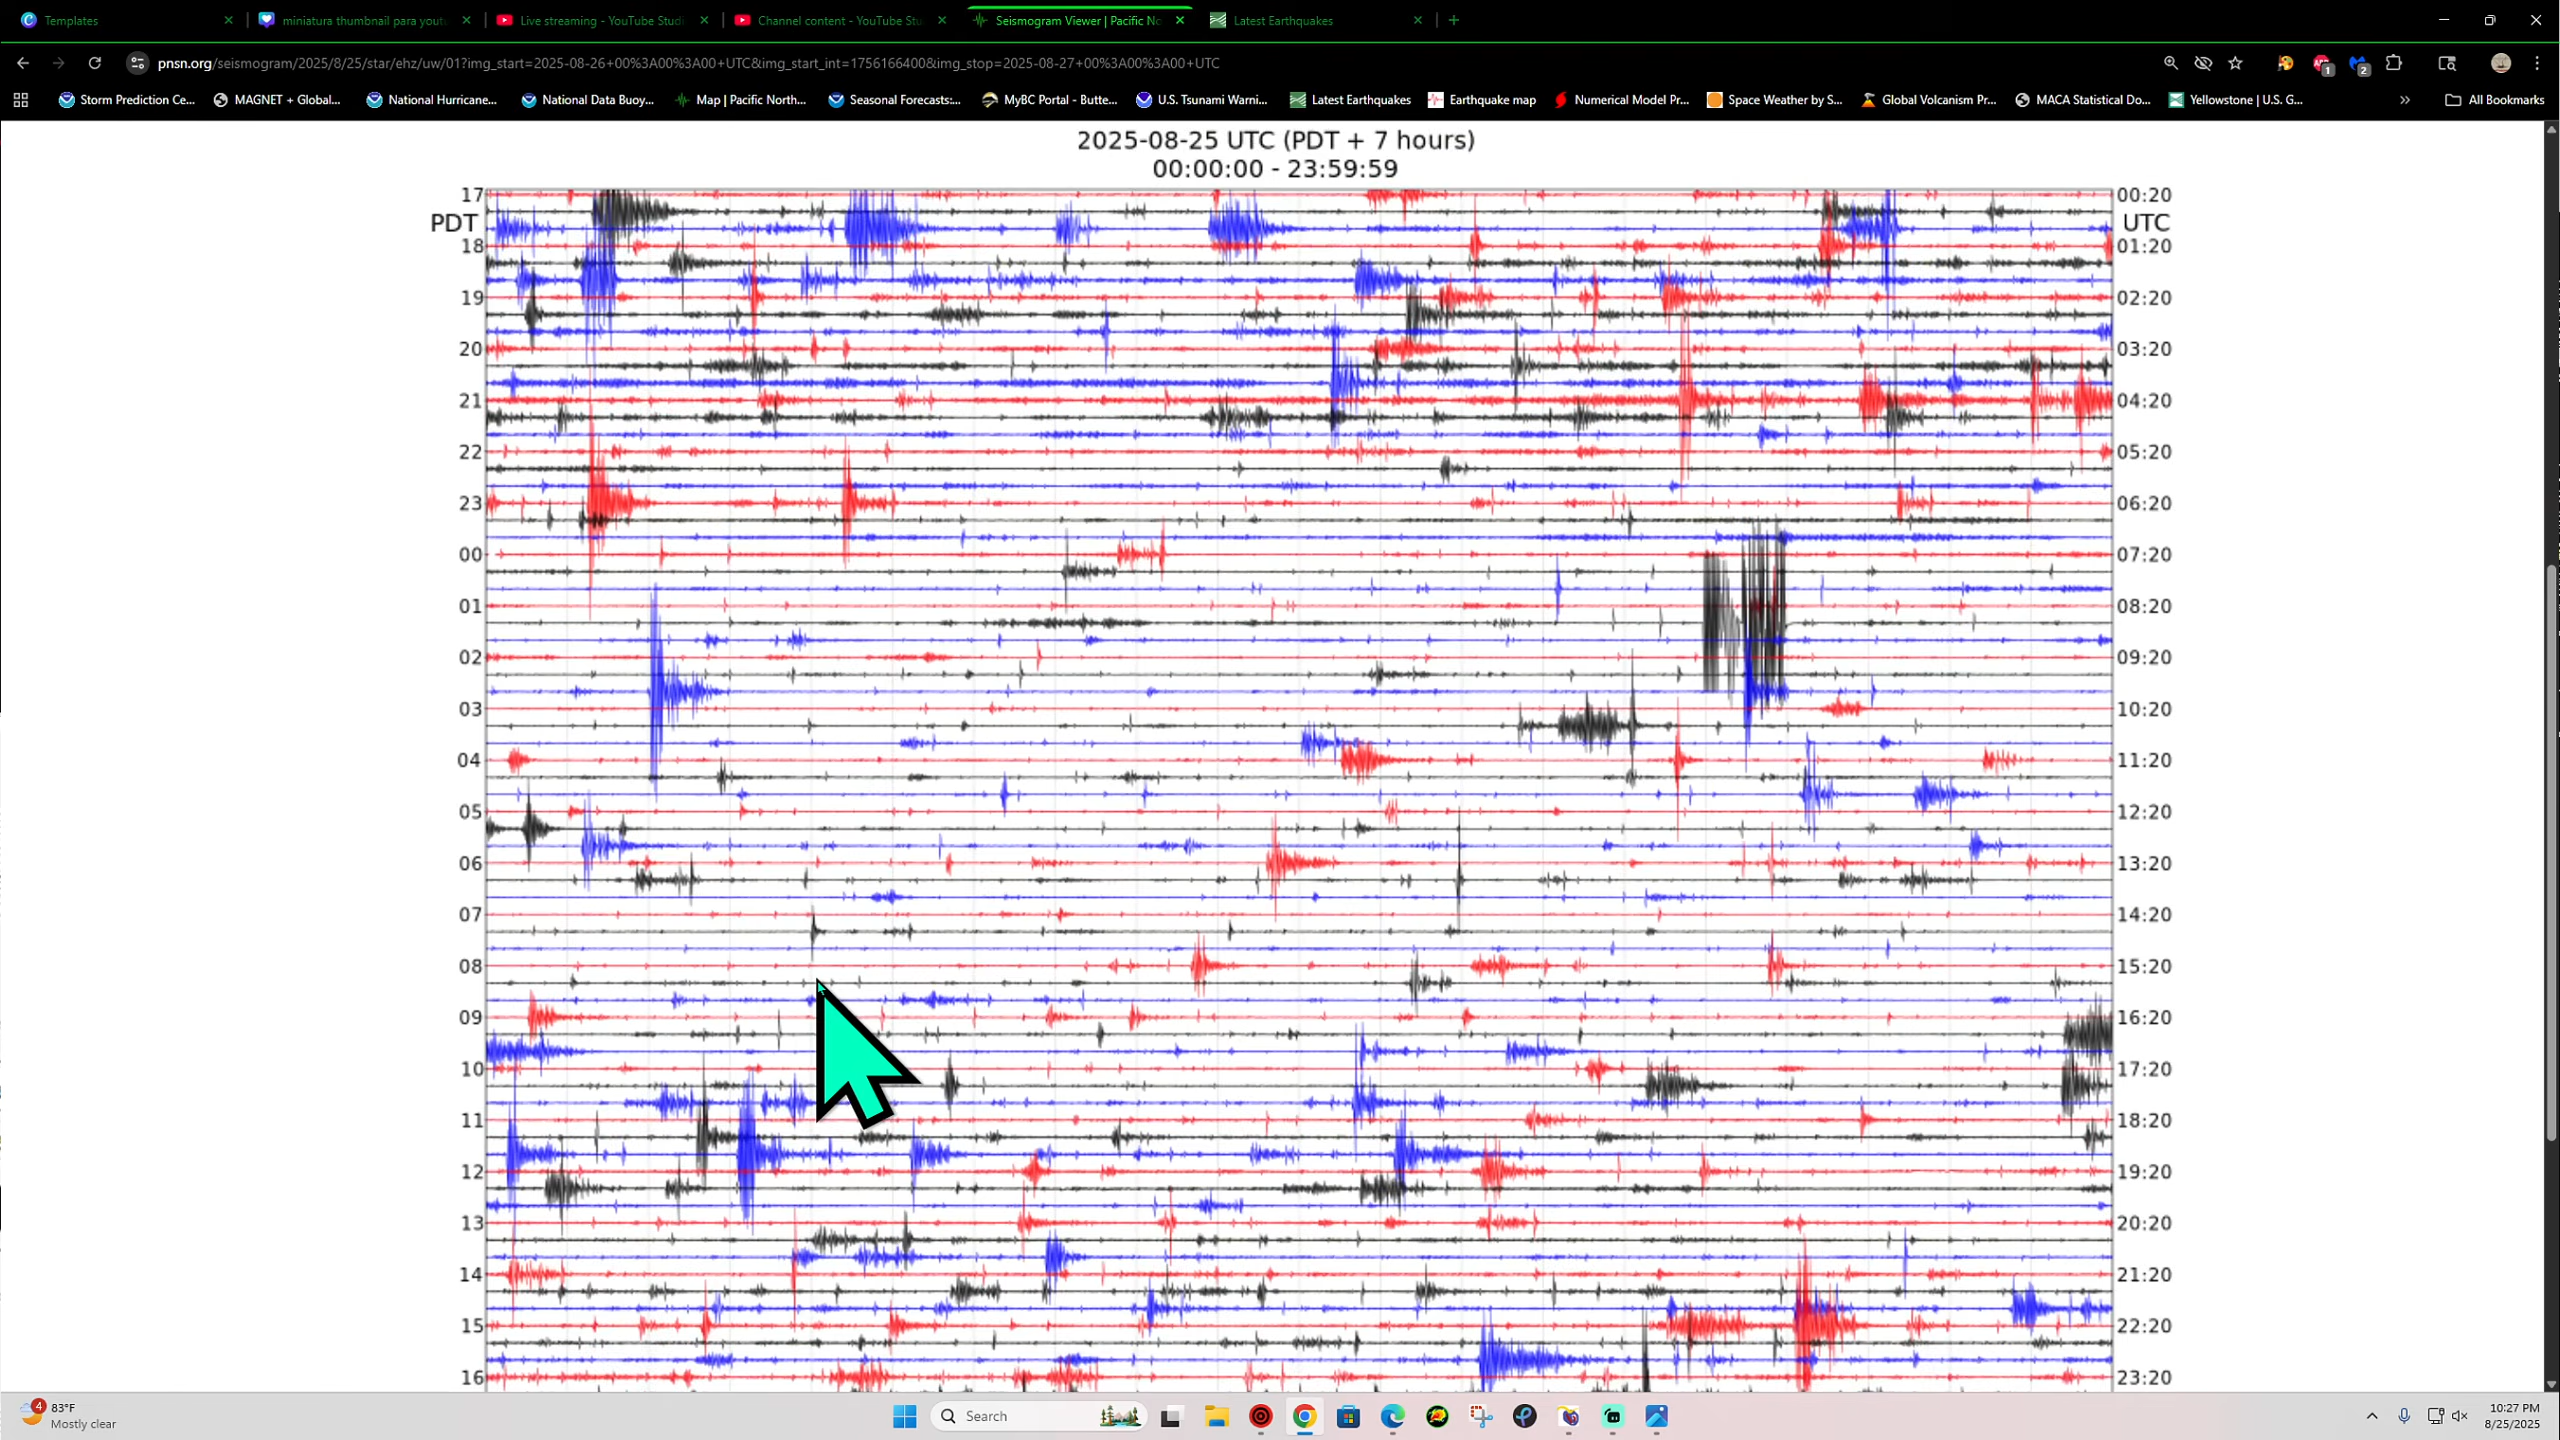 Templates
miniatura thumbnail para yout
Live streaming - YouTube Studi
Channel content - YouTube Stu
Seismogram Viewer | Pacific No
Latest Earthquakes
pnsn.org/seismogram/2025/8/25/star/ehz/uw/01?img_start=2025-08-26+00%3A00%3A00+UTC&img_start_int=1756166400&img_stop=2025-08-27+00%3A00%3A00+UTC
1
2
Storm Prediction Ce...
MAGNET + Global...
National Hurricane...
National Data Buoy...
Map | Pacific North...
Seasonal Forecasts:...
MyBC Portal - Butte...
U.S. Tsunami Warni...
Latest Earthquakes
Earthquake map
Numerical Model Pr...
Space Weather by S...
Global Volcanism Pr...
MACA Statistical Do...
Yellowstone | U.S. G...
All Bookmarks
2025-08-25 UTC (PDT + 7 hours)
00:00:00 - 23:59:59
17 00:20
PDT UTC
18 01:20
19 02:20
20 03:20
21 04:20
22 05:20
23 06:20
00 07:20
01 08:20
02 09:20
03 10:20
04 11:20
05 12:20
06 13:20
07 14:20
08 15:20
09 16:20
10 17:20
11 18:20
12 19:20
13 20:20
14 21:20
15 22:20
16 23:20
4
83°F
Mostly clear
Search
10:27 PM
8/25/2025